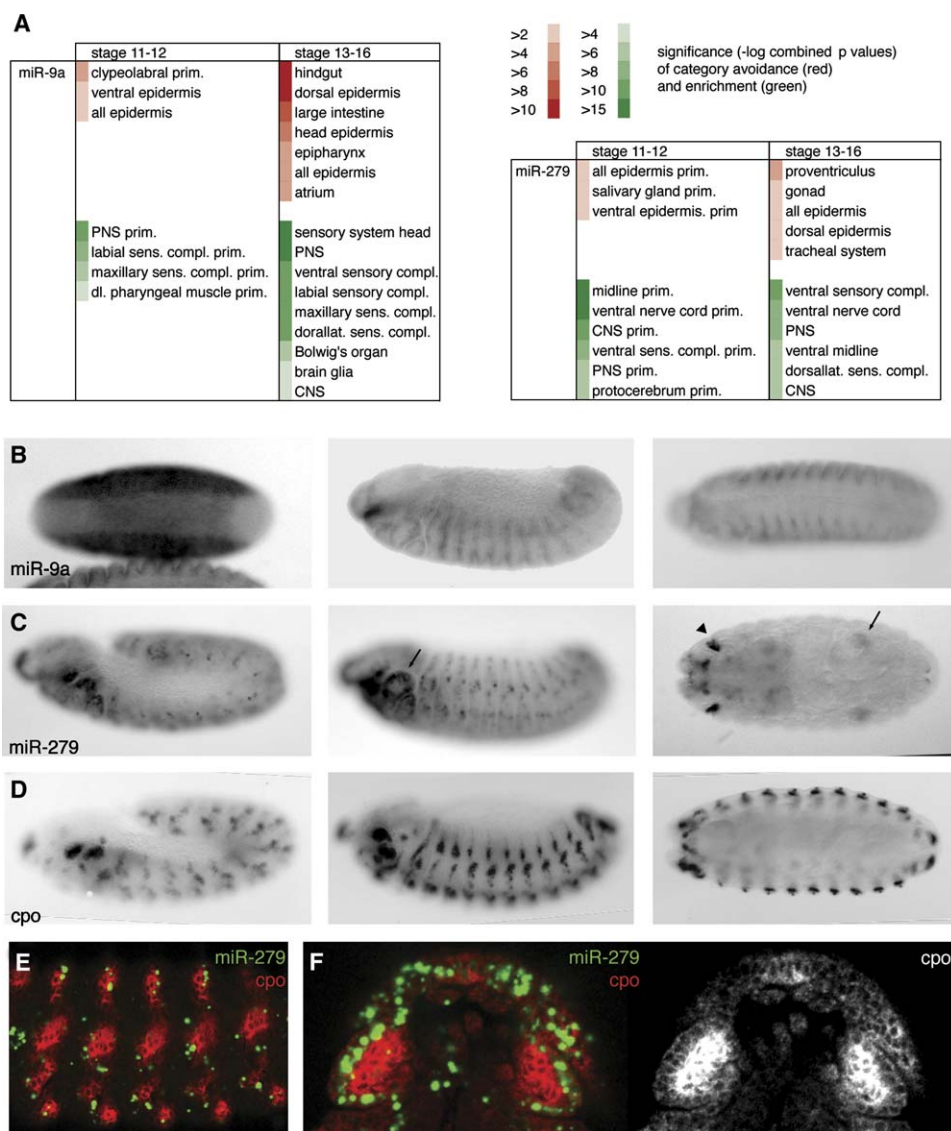 A
stage 11-12 stage 13-16
miR-9a clypeolabral prim. hindgut
ventral epidermis dorsal epidermis
all epidermis large intestine
head epidermis
epipharynx
all epidermis
atrium
PNS prim. sensory system head
labial sens. compl. prim. PNS
maxillary sens. compl. prim. ventral sensory compl.
dl. pharyngeal muscle prim. labial sensory compl.
maxillary sens. compl.
dorallat. sens. compl.
Bolwig's organ
brain glia
CNS
>2 >4
>4 >6
>6 >8
>8 >10
>10 >15
significance (-log combined p values)
of category avoidance (red)
and enrichment (green)
stage 11-12 stage 13-16
miR-279 all epidermis prim. proventriculus
salivary gland prim. gonad
ventral epidermis. prim all epidermis
dorsal epidermis
tracheal system
midline prim. ventral sensory compl.
ventral nerve cord prim. ventral nerve cord
CNS prim. PNS
ventral sens. compl. prim. ventral midline
PNS prim. dorsallat. sens. compl.
protocerebrum prim. CNS
B
miR-9a
C
miR-279
D
cpo
E miR-279
cpo
F miR-279
cpo
cpo